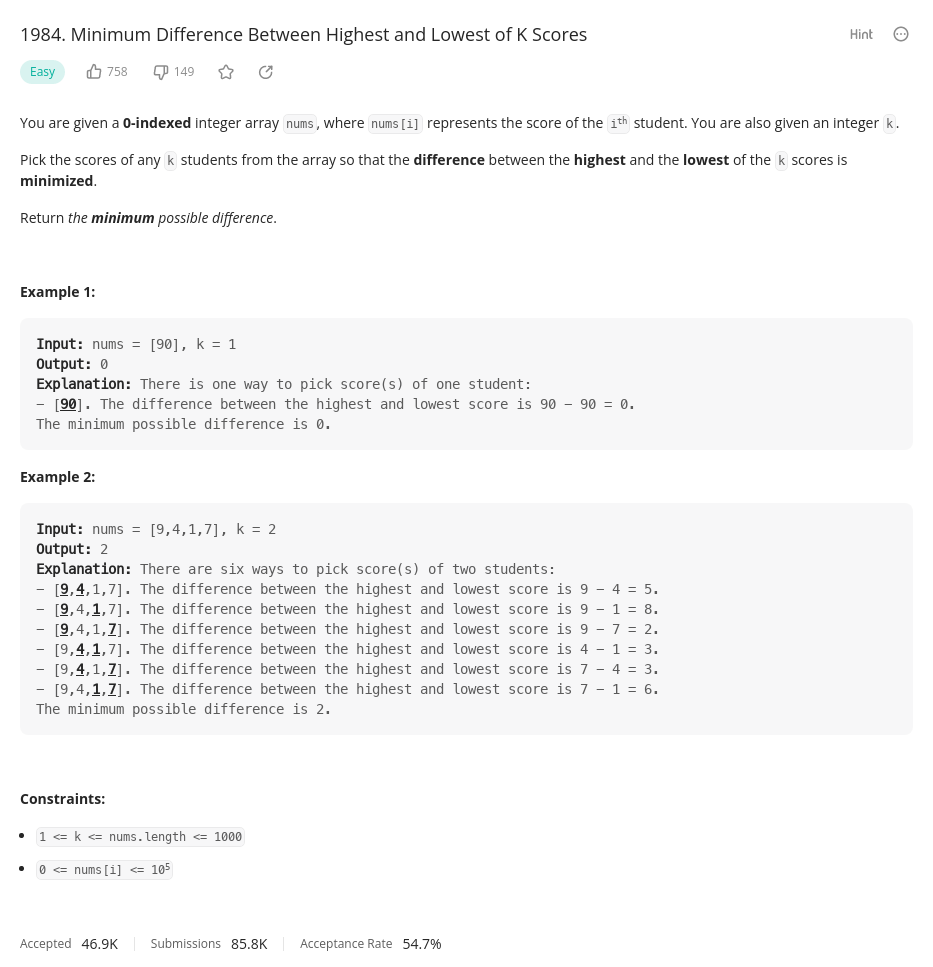 1984. Minimum Difference Between Highest and Lowest of K Scores Hint
Easy 758 149
You are given a 0-indexed integer array nums, where nums[i] represents the score of the ith student. You are also given an integer k.
Pick the scores of any k students from the array so that the difference between the highest and the lowest of the k scores is
minimized.
Return the minimum possible difference.
Example 1:
Input: nums = [90], k = 1
Output: 0
Explanation: There is one way to pick score(s) of one student:
- [90]. The difference between the highest and lowest score is 90 - 90 = 0.
The minimum possible difference is 0.
Example 2:
Input: nums = [9,4,1,7], k = 2
Output: 2
Explanation: There are six ways to pick score(s) of two students:
- [9,4,1,7]. The difference between the highest and lowest score is 9 - 4 = 5.
- [9,4,1,7]. The difference between the highest and lowest score is 9 - 1 = 8.
- [9,4,1,7]. The difference between the highest and lowest score is 9 - 7 = 2.
- [9,4,1,7]. The difference between the highest and lowest score is 4 - 1 = 3.
- [9,4,1,7]. The difference between the highest and lowest score is 7 - 4 = 3.
- [9,4,1,7]. The difference between the highest and lowest score is 7 - 1 = 6.
The minimum possible difference is 2.
Constraints:
• 1 <= k <= nums.length <= 1000
• 0 <= nums[i] <= 10⁵
Accepted 46.9K Submissions 85.8K Acceptance Rate 54.7%